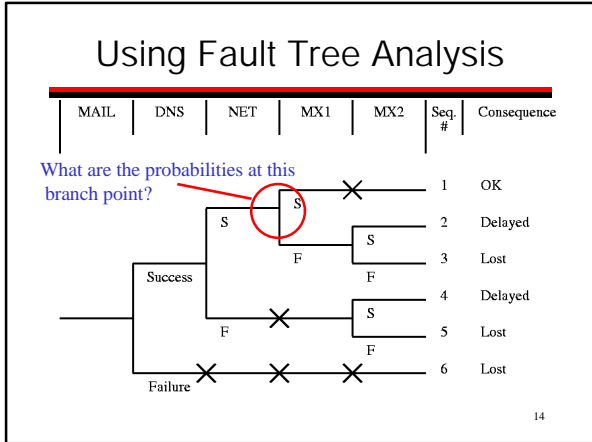 Using Fault Tree Analysis
MAIL DNS NET MX1 MX2 Seq. # Consequence
What are the probabilities at this
branch point?
S 1 OK
S S 2 Delayed
F F 3 Lost
Success
S 4 Delayed
F F 5 Lost
Failure 6 Lost
14